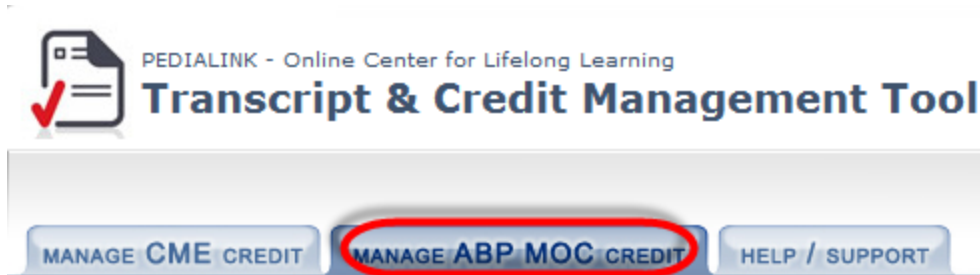 PEDIALINK - Online Center for Lifelong Learning
Transcript & Credit Management Tool
MANAGE CME CREDIT MANAGE ABP MOC CREDIT HELP / SUPPORT